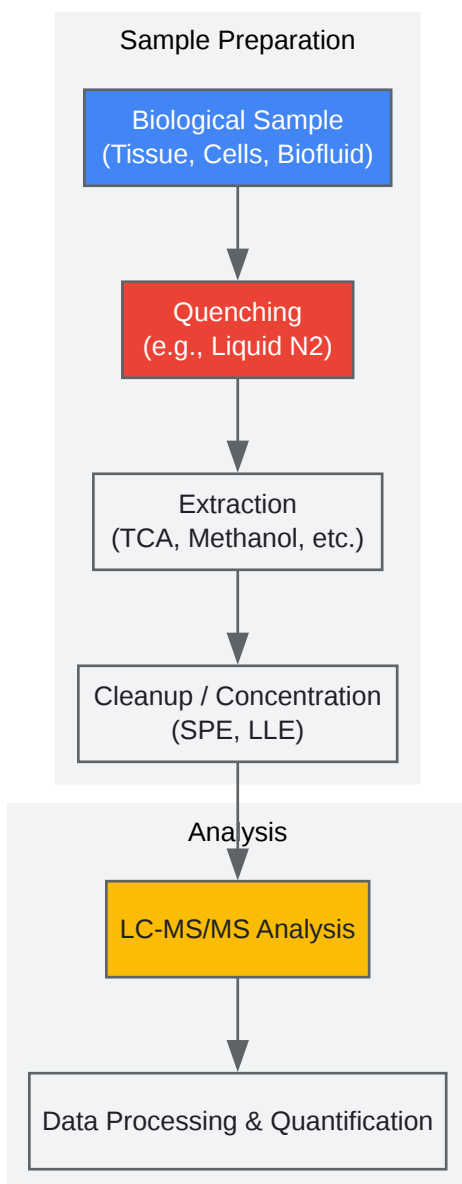 Sample Preparation
Biological Sample
(Tissue, Cells, Biofluid)
Quenching
(e.g., Liquid N2)
Extraction
(TCA, Methanol, etc.)
Cleanup / Concentration
(SPE, LLE)
Analysis
LC-MS/MS Analysis
Data Processing & Quantification